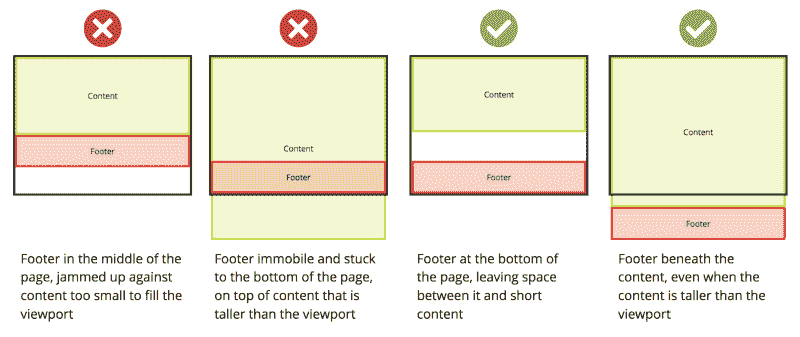 Content
Footer
Content
Footer
Content
Footer
Content
Footer
Footer in the middle of the
page, jammed up against
content too small to fill the
viewport
Footer immobile and stuck
to the bottom of the page,
on top of content that is
taller than the viewport
Footer at the bottom of
the page, leaving space
between it and short
content
Footer beneath the
content, even when the
content is taller than the
viewport